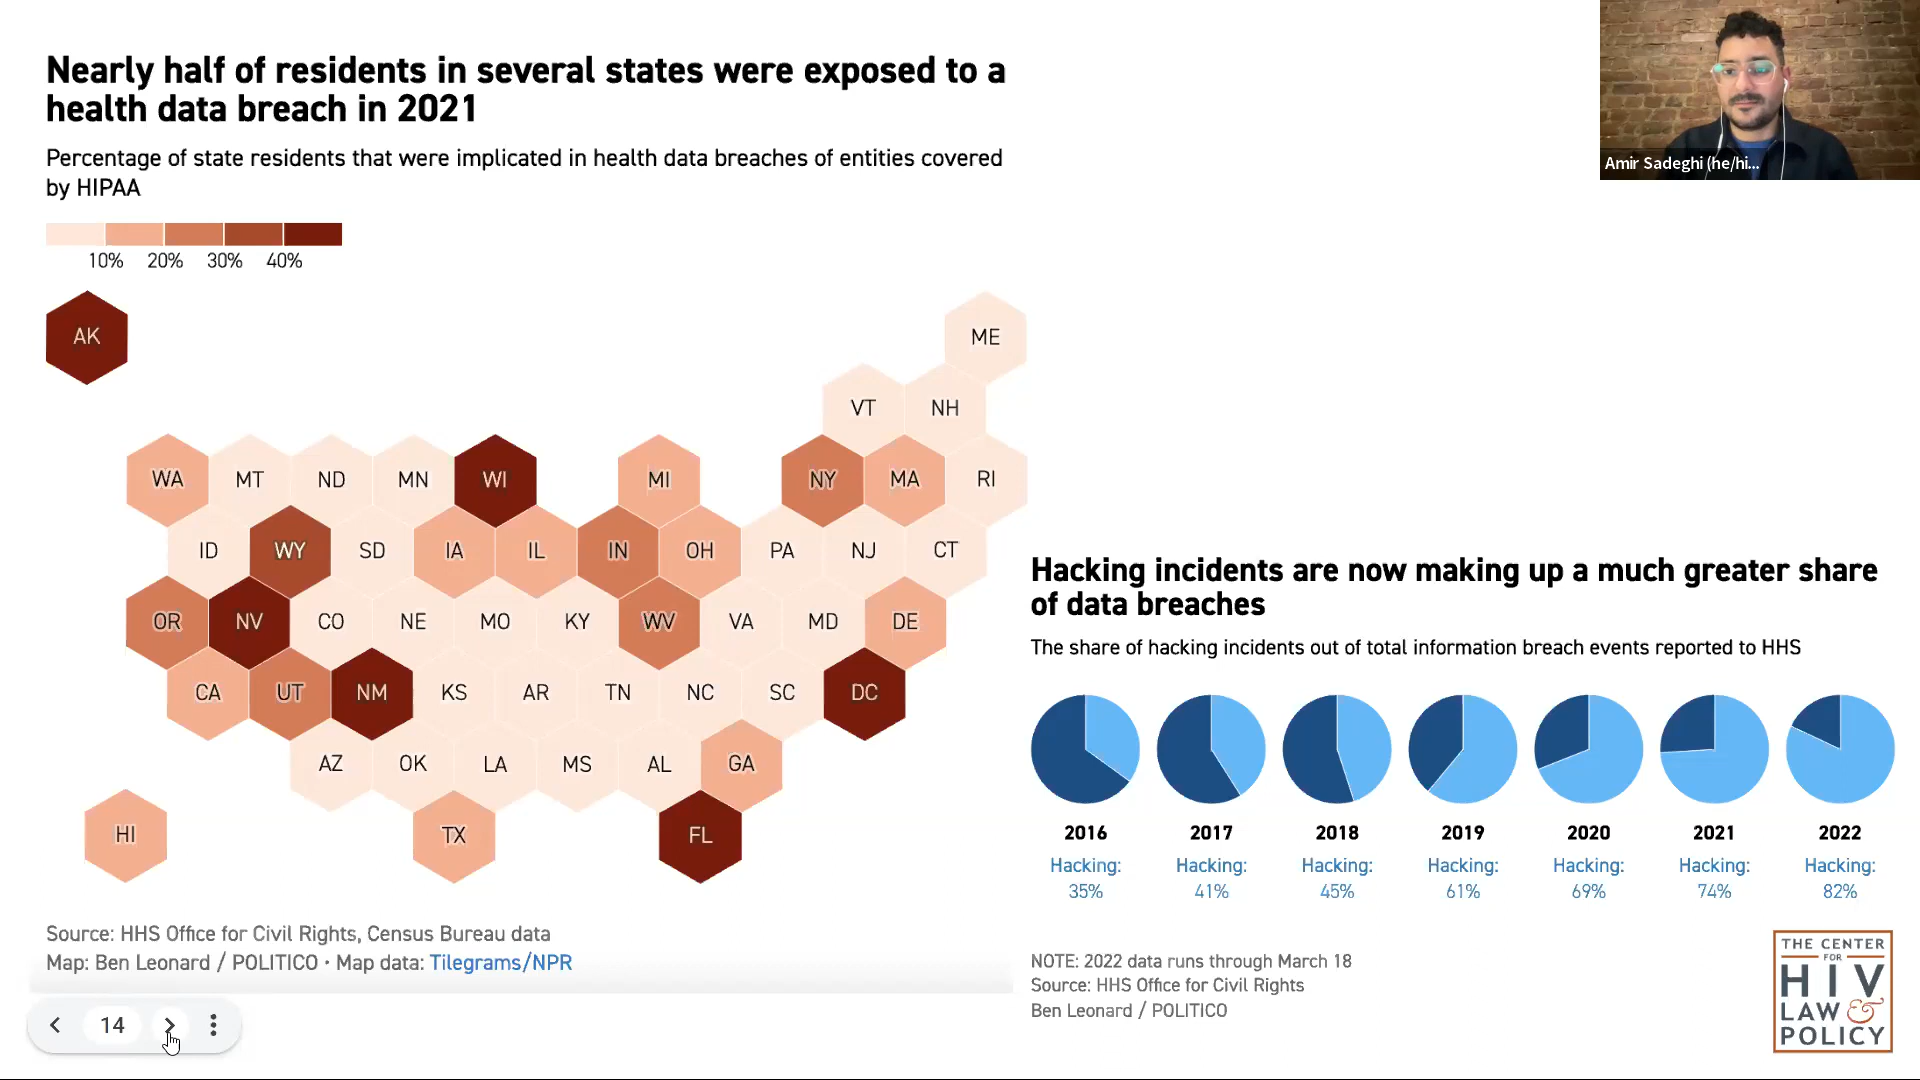 Nearly half of residents in several states were exposed to a
health data breach in 2021
Percentage of state residents that were implicated in health data breaches of entities covered
by HIPAA
10% 20% 30% 40%
AK
ME
VT NH
WA MT ND MN WI MI NY MA RI
ID WY SD IA IL IN OH PA NJ CT
OR NV CO NE MO KY WV VA MD DE
CA UT NM KS AR TN NC SC DC
AZ OK LA MS AL GA
HI TX FL
Source: HHS Office for Civil Rights, Census Bureau data
Map: Ben Leonard / POLITICO • Map data: Tilegrams/NPR
14
Amir Sadeghi (he/hi...
Hacking incidents are now making up a much greater share
of data breaches
The share of hacking incidents out of total information breach events reported to HHS
2016 2017 2018 2019 2020 2021 2022
Hacking: Hacking: Hacking: Hacking: Hacking: Hacking: Hacking:
35% 41% 45% 61% 69% 74% 82%
NOTE: 2022 data runs through March 18
Source: HHS Office for Civil Rights
Ben Leonard / POLITICO
THE CENTER
FOR
HIV
LAW &
POLICY